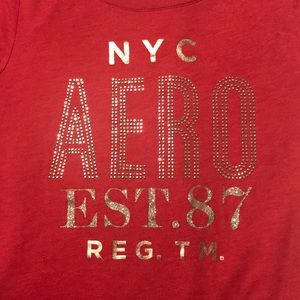 NYC
AERO
EST.87
REG. TM.